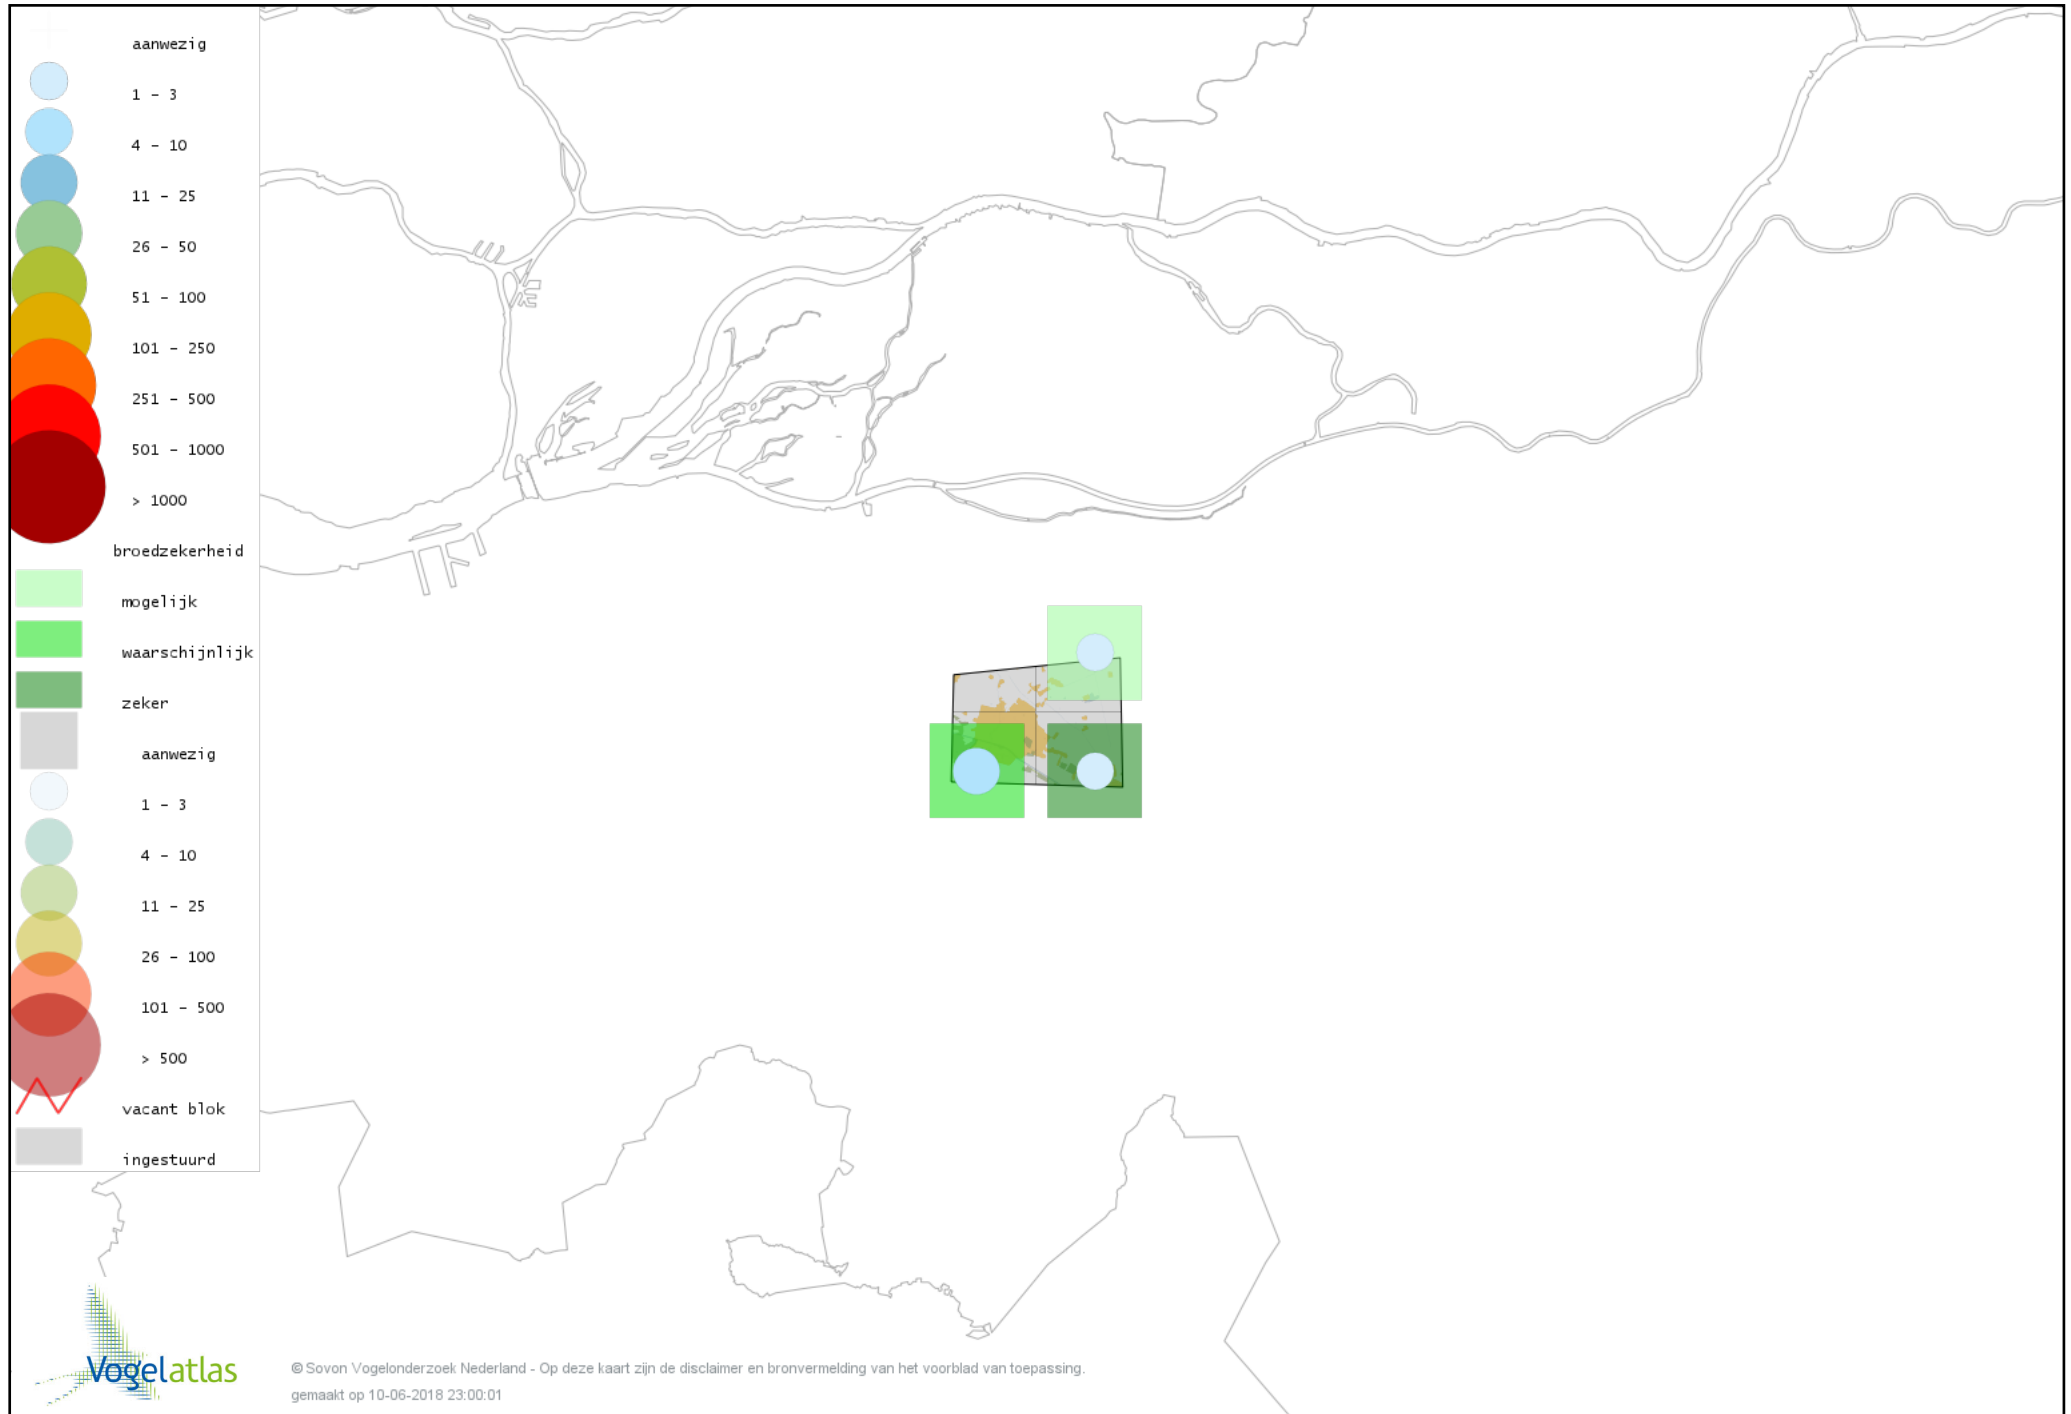 aanwezig
1 - 3
4 - 10
11 - 25
26 - 50
51 - 100
101 - 250
251 - 500
501 - 1000
> 1000
broedzekerheid
mogelijk
waarschijnlijk
zeker
aanwezig
1 - 3
4 - 10
11 - 25
26 - 100
101 - 500
> 500
vacant blok
ingestuurd
Vogelatlas
© Sovon Vogelonderzoek Nederland - Op deze kaart zijn de disclaimer en bronvermelding van het voorblad van toepassing.
gemaakt op 10-06-2018 23:00:01